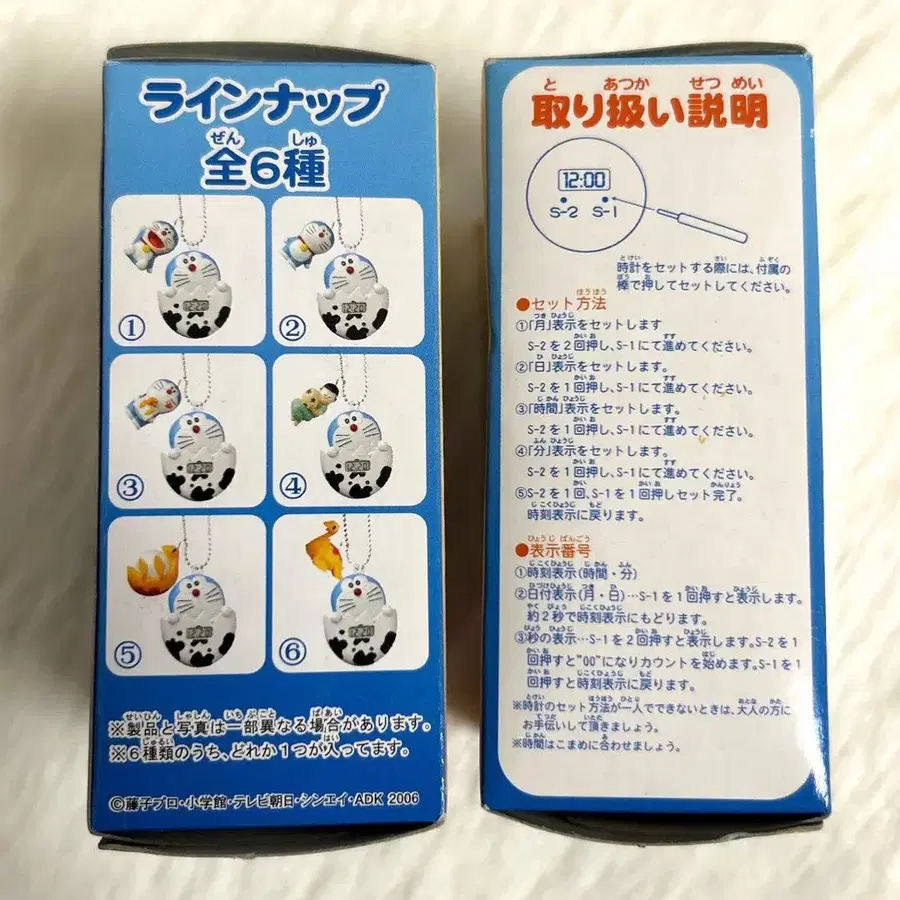 ラインナップ
全6種
①
②
③
④
⑤
⑥
※製品と写真は一部異なる場合があります。
※6種類のうち、どれか1つが入ってます。
©藤子プロ・小学館・テレビ朝日・シンエイ・ADK 2006
取り扱い説明
12:00
S-2 S-1
時計をセットする際には、付属の
棒で押してセットしてください。
●セット方法
①「月」表示をセットします
S-2を2回押し、S-1にて進めてください。
②「日」表示をセットします。
S-2を1回押し、S-1にて進めてください。
③「時間」表示をセットします。
S-2を1回押し、S-1にて進めてください。
④「分」表示をセットします。
S-2を1回押し、S-1にて進めてください。
⑤S-2を1回、S-1を1回押しセット完了。
時刻表示に戻ります。
●表示番号
①時刻表示(時間・分)
②日付表示(月・日)…S-1を1回押すと表示します。
約2秒で時刻表示にもどります。
③秒の表示…S-1を2回押すと表示します。S-2を1
回押すと"00"になりカウントを始めます。S-1を1
回押すと時刻表示に戻ります。
※時計のセット方法が一人でできないときは、大人の方に
お手伝いして頂きましょう。
※時間はこまめに合わせましょう。